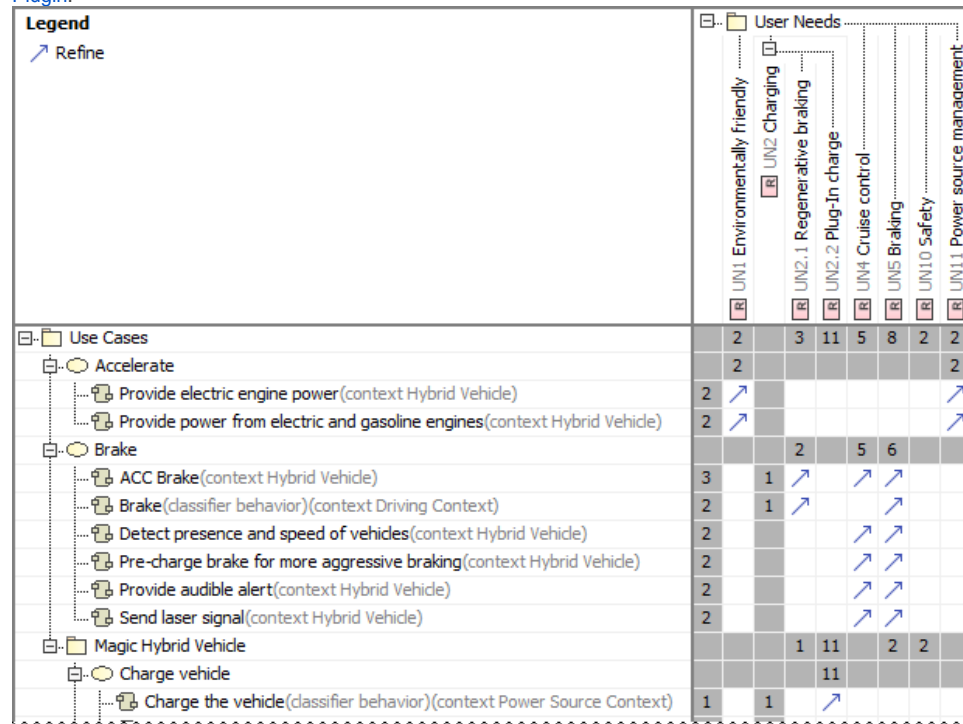 Plugin.
Legend
Refine
User Needs
R UN1 Environmentally friendly
R UN2 Charging
R UN2.1 Regenerative braking
R UN2.2 Plug-In charge
R UN4 Cruise control
R UN5 Braking
R UN10 Safety
R UN11 Power source management
Use Cases 2 3 11 5 8 2 2
Accelerate 2 2
Provide electric engine power(context Hybrid Vehicle) 2
Provide power from electric and gasoline engines(context Hybrid Vehicle) 2
Brake 2 5 6
ACC Brake(context Hybrid Vehicle) 3 1
Brake(classifier behavior)(context Driving Context) 2 1
Detect presence and speed of vehicles(context Hybrid Vehicle) 2
Pre-charge brake for more aggressive braking(context Hybrid Vehicle) 2
Provide audible alert(context Hybrid Vehicle) 2
Send laser signal(context Hybrid Vehicle) 2
Magic Hybrid Vehicle 1 11 2 2
Charge vehicle 11
Charge the vehicle(classifier behavior)(context Power Source Context) 1 1